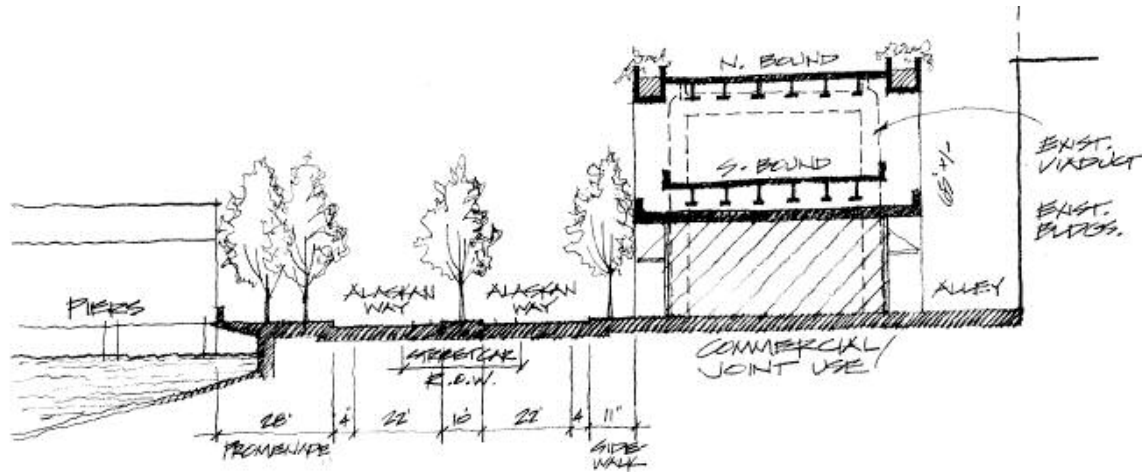 N. BOUND
S. BOUND
EXIST.
VIADUCT
65' +/-
EXIST.
BLDGS.
PIERS
ALASKAN
WAY
ALASKAN
WAY
ALLEY
STREETCAR
R.O.W.
COMMERCIAL/
JOINT USE
28' 4' 22' 10' 22' 4 11"
PROMENADE
SIDE-
WALK